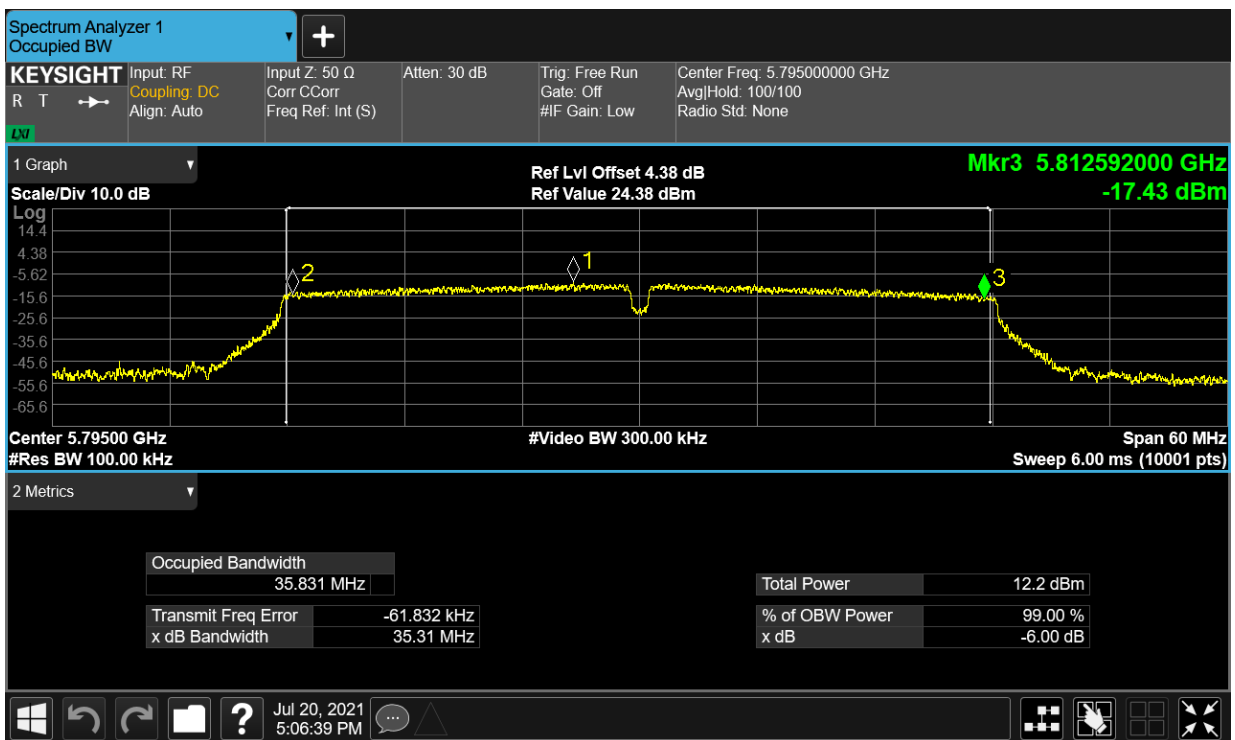 Spectrum Analyzer 1
Occupied BW
KEYSIGHT
R T
LXI
Input: RF
Coupling: DC
Align: Auto
Input Z: 50 Ω
Corr CCorr
Freq Ref: Int (S)
Atten: 30 dB
Trig: Free Run
Gate: Off
#IF Gain: Low
Center Freq: 5.795000000 GHz
Avg|Hold: 100/100
Radio Std: None
1 Graph
Scale/Div 10.0 dB
Ref Lvl Offset 4.38 dB
Ref Value 24.38 dBm
Mkr3 5.812592000 GHz
-17.43 dBm
Log
14.4
4.38
-5.62
-15.6
-25.6
-35.6
-45.6
-55.6
-65.6
2
1
3
Center 5.79500 GHz
#Video BW 300.00 kHz
Span 60 MHz
#Res BW 100.00 kHz
Sweep 6.00 ms (10001 pts)
2 Metrics
Occupied Bandwidth
35.831 MHz
Transmit Freq Error -61.832 kHz
x dB Bandwidth 35.31 MHz
Total Power 12.2 dBm
% of OBW Power 99.00 %
x dB -6.00 dB
?
Jul 20, 2021
5:06:39 PM